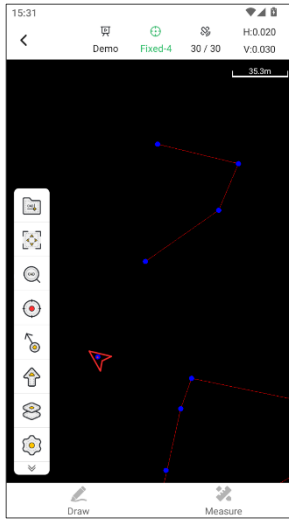 15:31
Demo
Fixed-4
30 / 30
H:0.020
V:0.030
35.3m
Draw
Measure